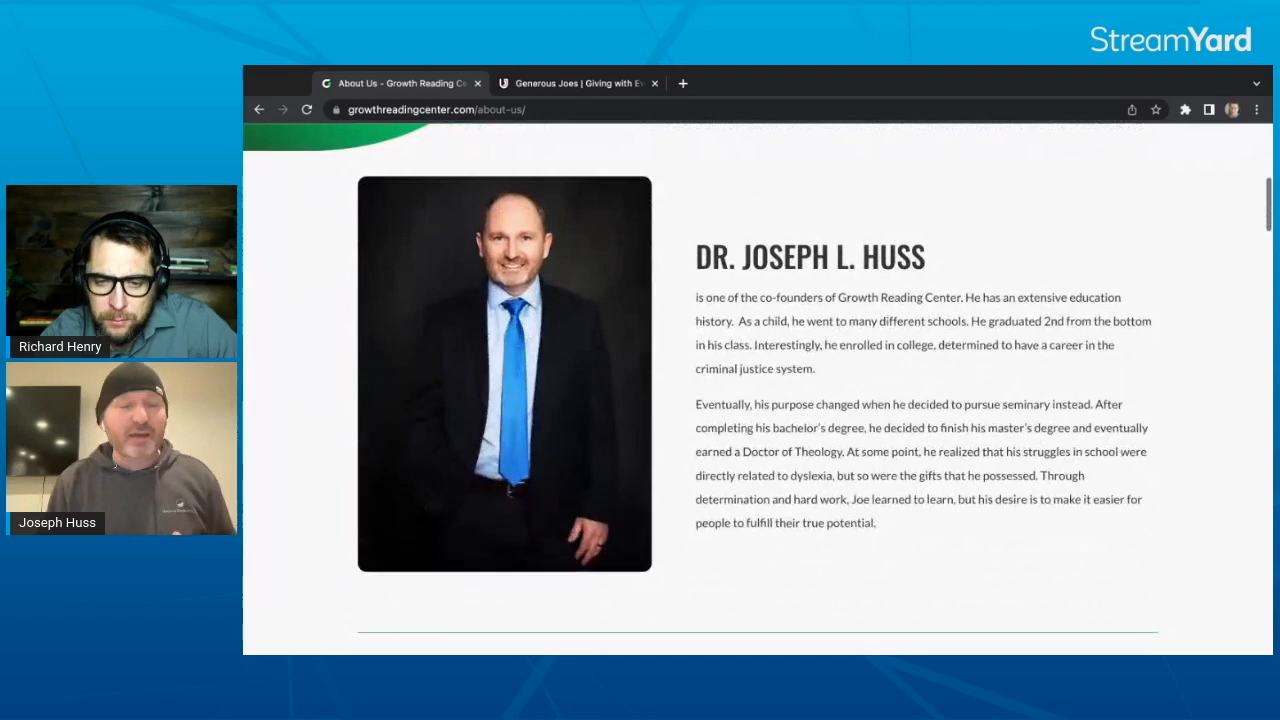 StreamYard
About Us - Growth Reading Ce
Generous Joes | Giving with Ev
growthreadingcenter.com/about-us/
DR. JOSEPH L. HUSS
is one of the co-founders of Growth Reading Center. He has an extensive education
history. As a child, he went to many different schools. He graduated 2nd from the bottom
in his class. Interestingly, he enrolled in college, determined to have a career in the
criminal justice system.
Eventually, his purpose changed when he decided to pursue seminary instead. After
completing his bachelor's degree, he decided to finish his master's degree and eventually
earned a Doctor of Theology. At some point, he realized that his struggles in school were
directly related to dyslexia, but so were the gifts that he possessed. Through
determination and hard work, Joe learned to learn, but his desire is to make it easier for
people to fulfill their true potential.
Richard Henry
Joseph Huss